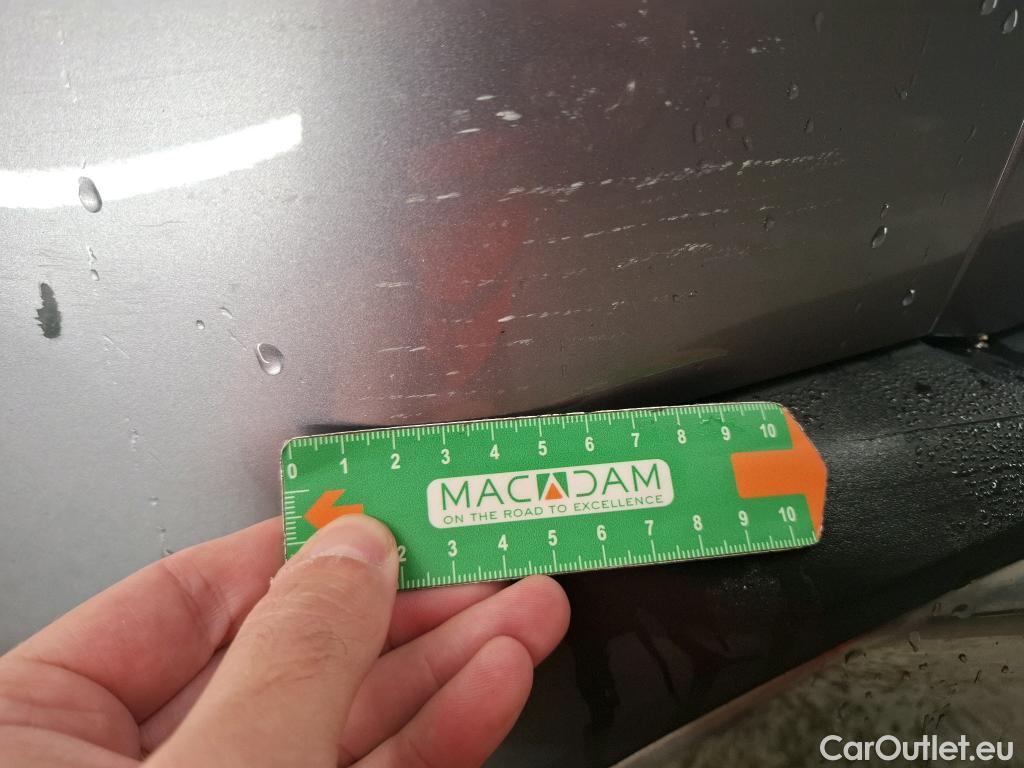 0 1 2 3 4 5 6 7 8 9 10
MACADAM
ON THE ROAD TO EXCELLENCE
2 3 4 5 6 7 8 9 10
CarOutlet.eu